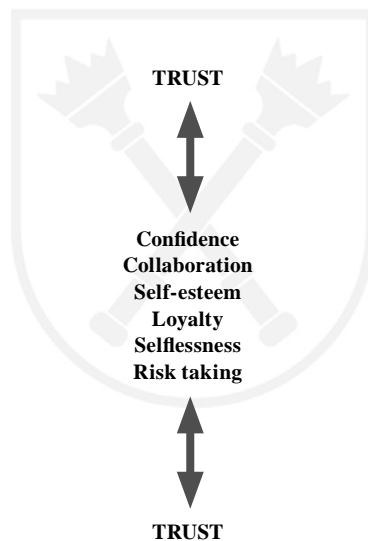 TRUST
Confidence
Collaboration
Self-esteem
Loyalty
Selflessness
Risk taking
TRUST